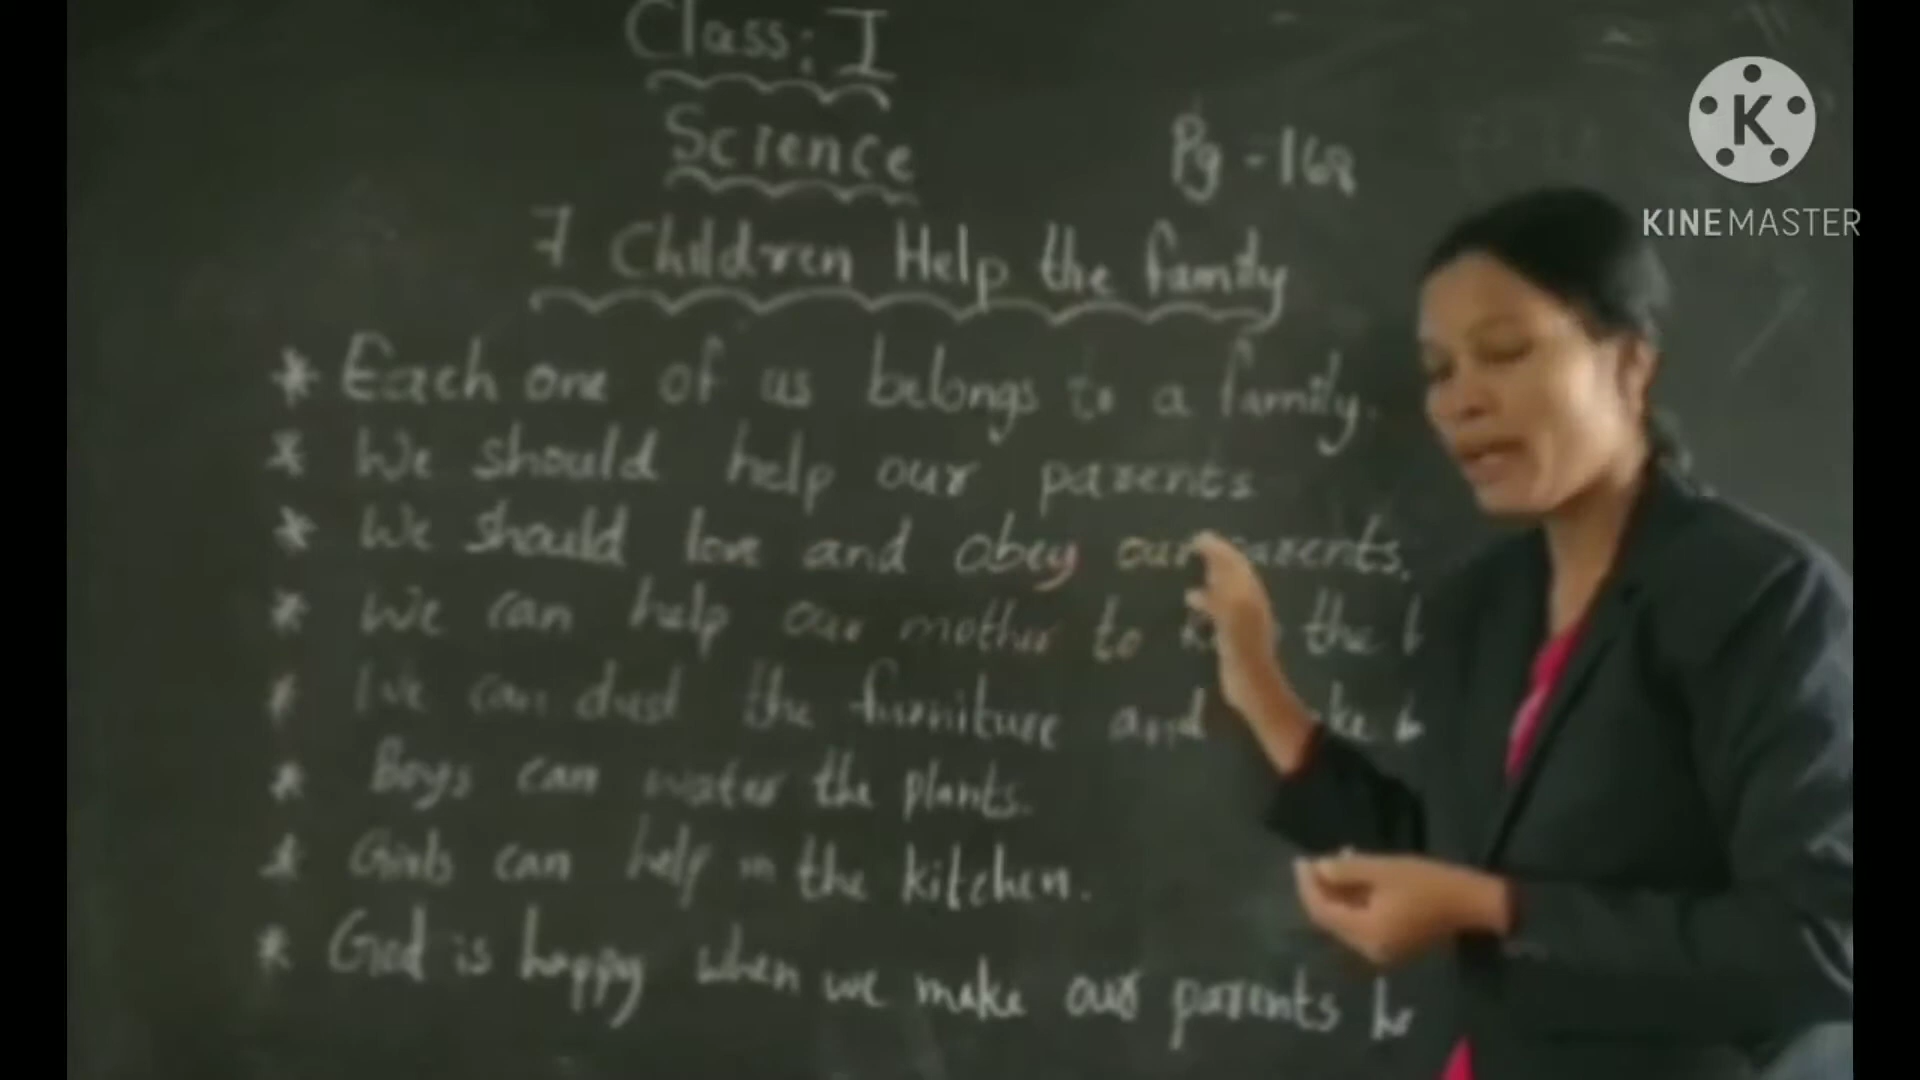 Class: I
Science
Pg - 168
7 Children Help the family
* Each one of us belongs to a family.
* We should help our parents
* We should love and obey our parents.
* We can help our mother to the
* We can dust the furniture and
* Boys can water the plants.
* Girls can help in the kitchen.
* God is happy when we make our parents
K
KINEMASTER